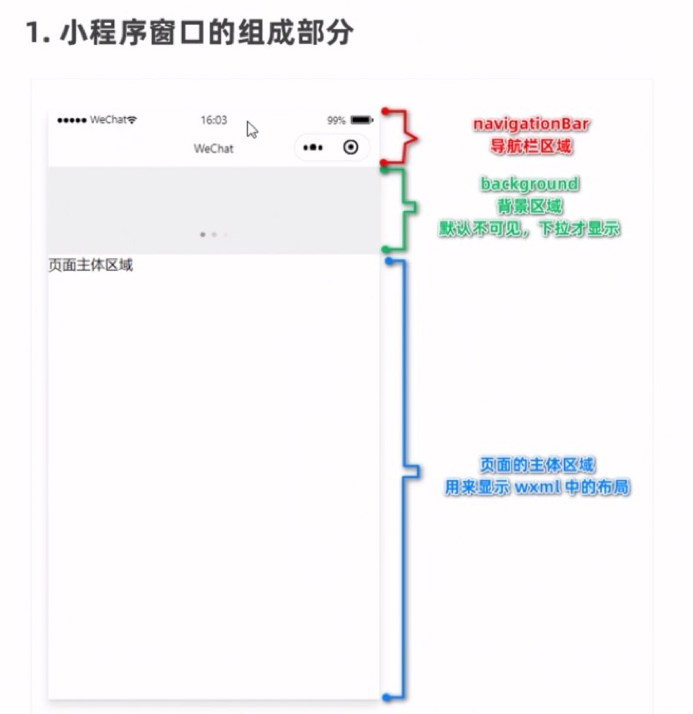 1. 小程序窗口的组成部分
WeChat
16:03
99%
WeChat
navigationBar
导航栏区域
background
背景区域
默认不可见，下拉才显示
页面主体区域
页面的主体区域
用来显示 wxml 中的布局